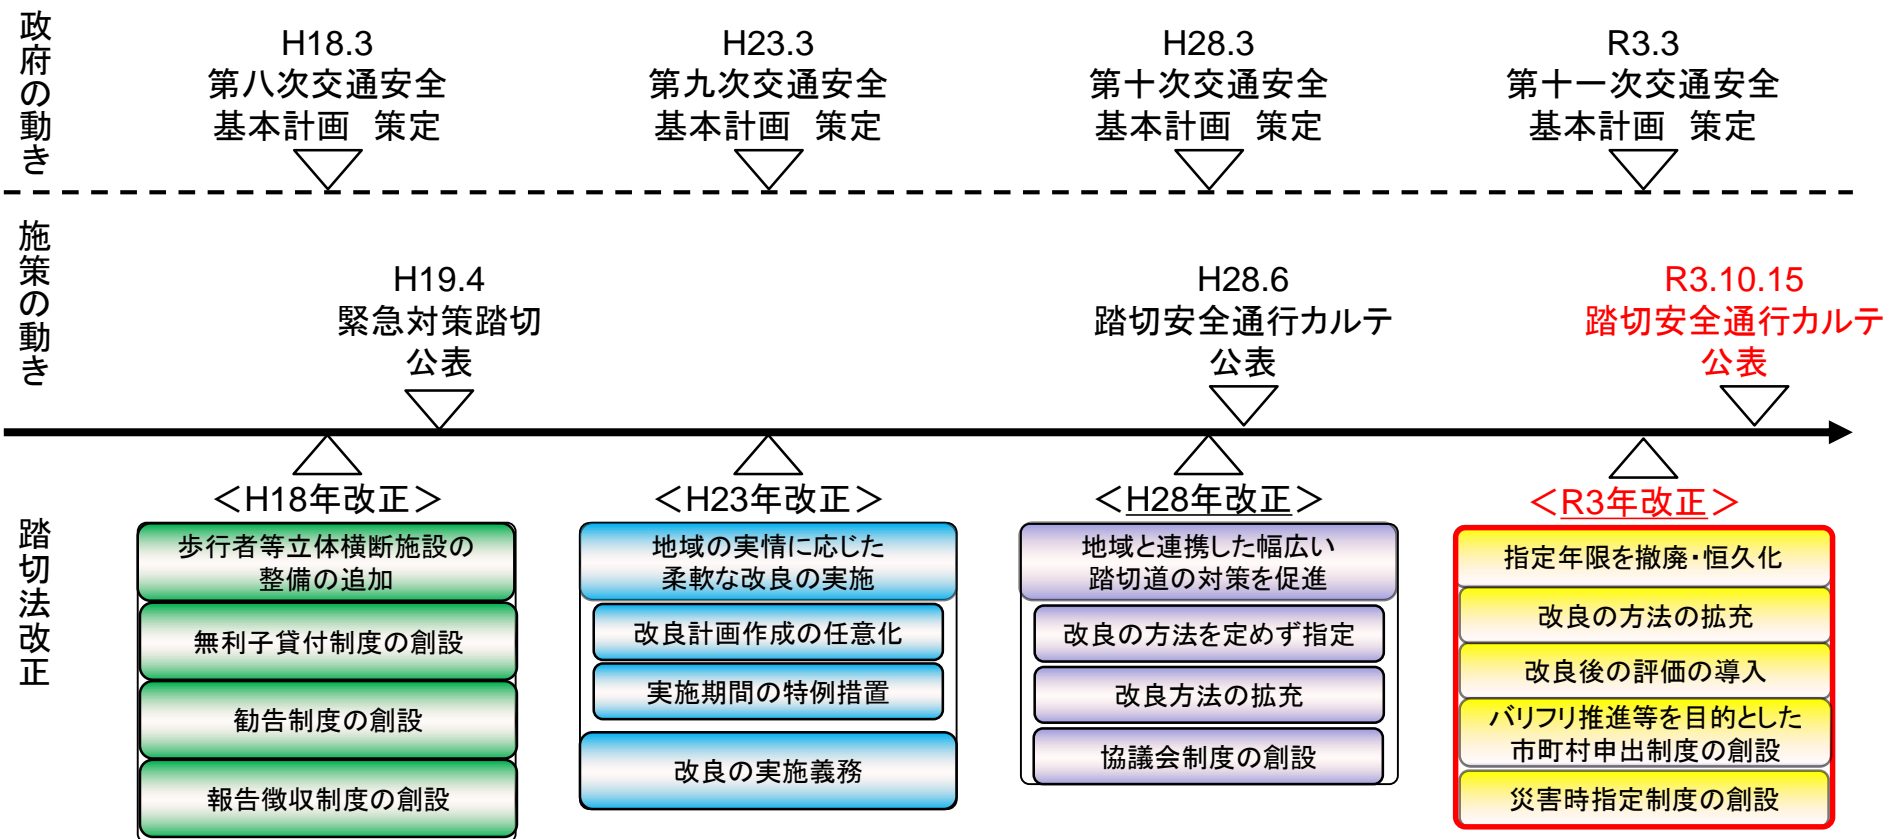 政府の動き
H18.3
第八次交通安全
基本計画　策定
H23.3
第九次交通安全
基本計画　策定
H28.3
第十次交通安全
基本計画　策定
R3.3
第十一次交通安全
基本計画　策定
施策の動き
H19.4
緊急対策踏切
公表
H28.6
踏切安全通行カルテ
公表
R3.10.15
踏切安全通行カルテ
公表
踏切法改正
＜H18年改正＞
歩行者等立体横断施設の
整備の追加
無利子貸付制度の創設
勧告制度の創設
報告徴収制度の創設
＜H23年改正＞
地域の実情に応じた
柔軟な改良の実施
改良計画作成の任意化
実施期間の特例措置
改良の実施義務
＜H28年改正＞
地域と連携した幅広い
踏切道の対策を促進
改良の方法を定めず指定
改良方法の拡充
協議会制度の創設
＜R3年改正＞
指定年限を撤廃・恒久化
改良の方法の拡充
改良後の評価の導入
バリフリ推進等を目的とした
市町村申出制度の創設
災害時指定制度の創設